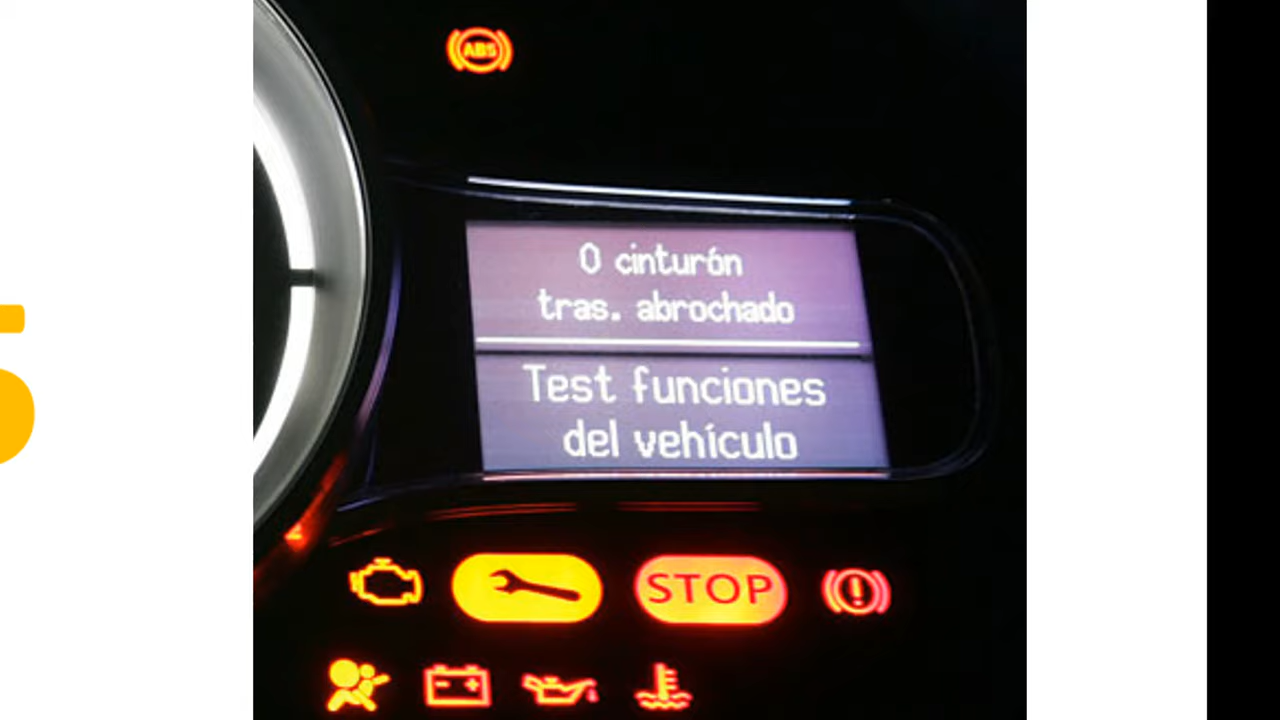 ABS
0 cinturón
tras. abrochado
Test funciones
del vehículo
STOP